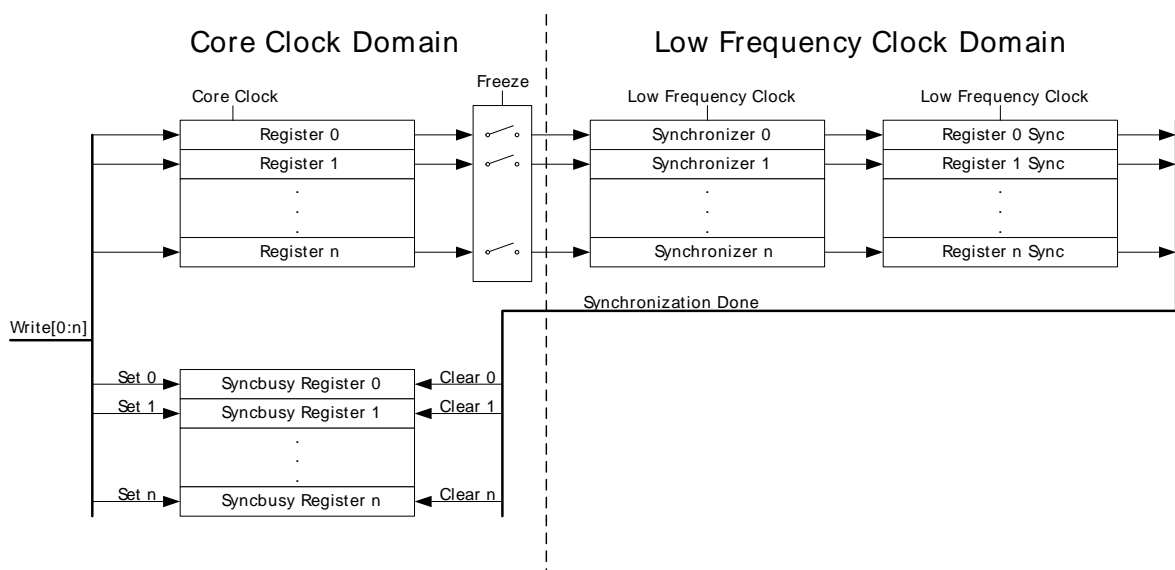 Core Clock Domain
Low Frequency Clock Domain
Freeze
Core Clock
Low Frequency Clock
Low Frequency Clock
Register 0
Synchronizer 0
Register 0 Sync
Register 1
Synchronizer 1
Register 1 Sync
.
.
.
.
.
.
.
.
.
Register n
Synchronizer n
Register n Sync
Synchronization Done
Write[0:n]
Set 0
Syncbusy Register 0
Clear 0
Set 1
Syncbusy Register 1
Clear 1
.
.
.
Set n
Syncbusy Register n
Clear n